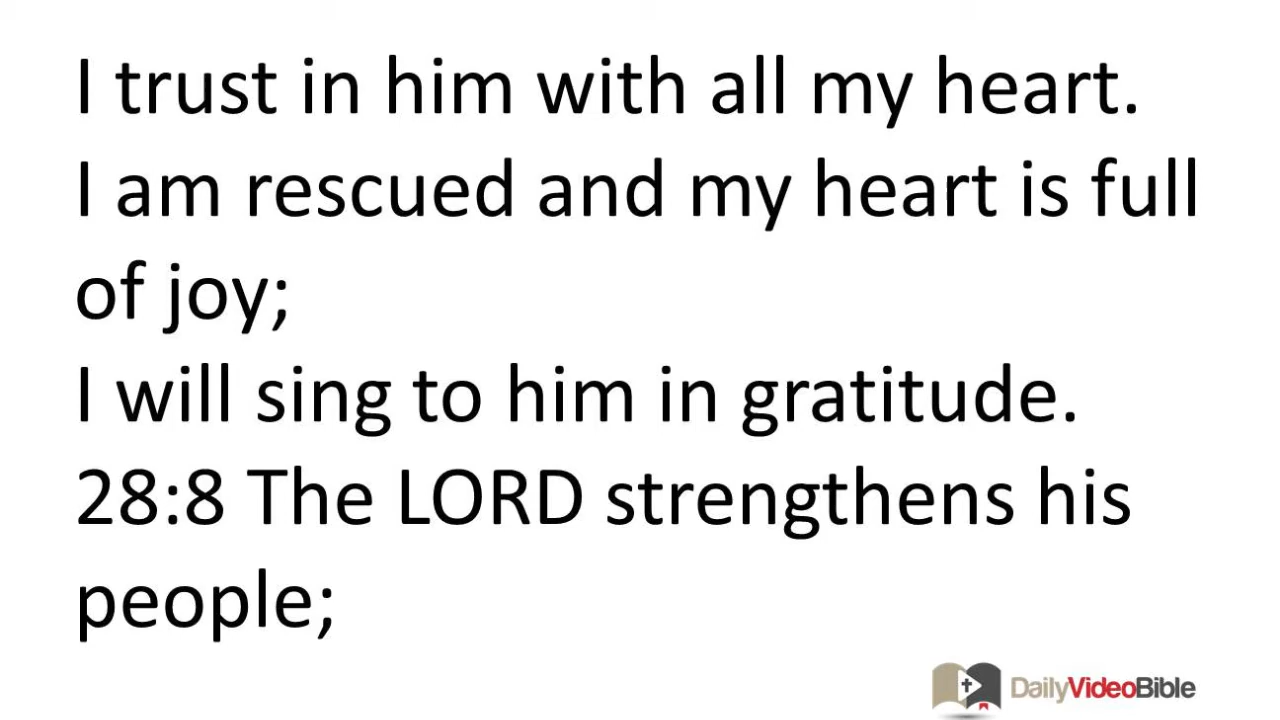 I trust in him with all my heart.
I am rescued and my heart is full
of joy;
I will sing to him in gratitude.
28:8 The LORD strengthens his
people;
DailyVideoBible